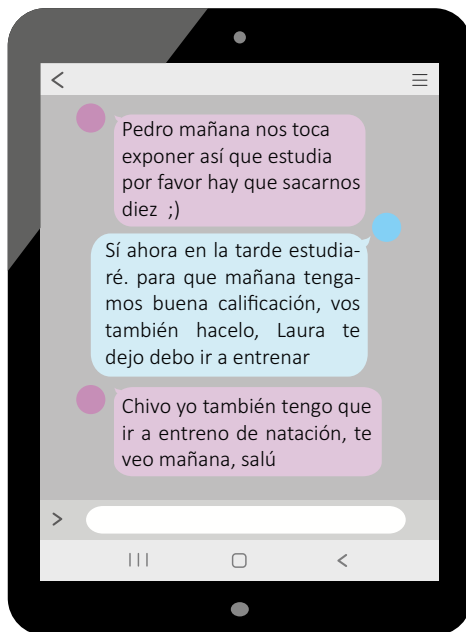 Pedro mañana nos toca
exponer así que estudia
por favor hay que sacarnos
diez ;)
Sí ahora en la tarde estudia-
ré. para que mañana tenga-
mos buena calificación, vos
también hacelo, Laura te
dejo debo ir a entrenar
Chivo yo también tengo que
ir a entreno de natación, te
veo mañana, salú